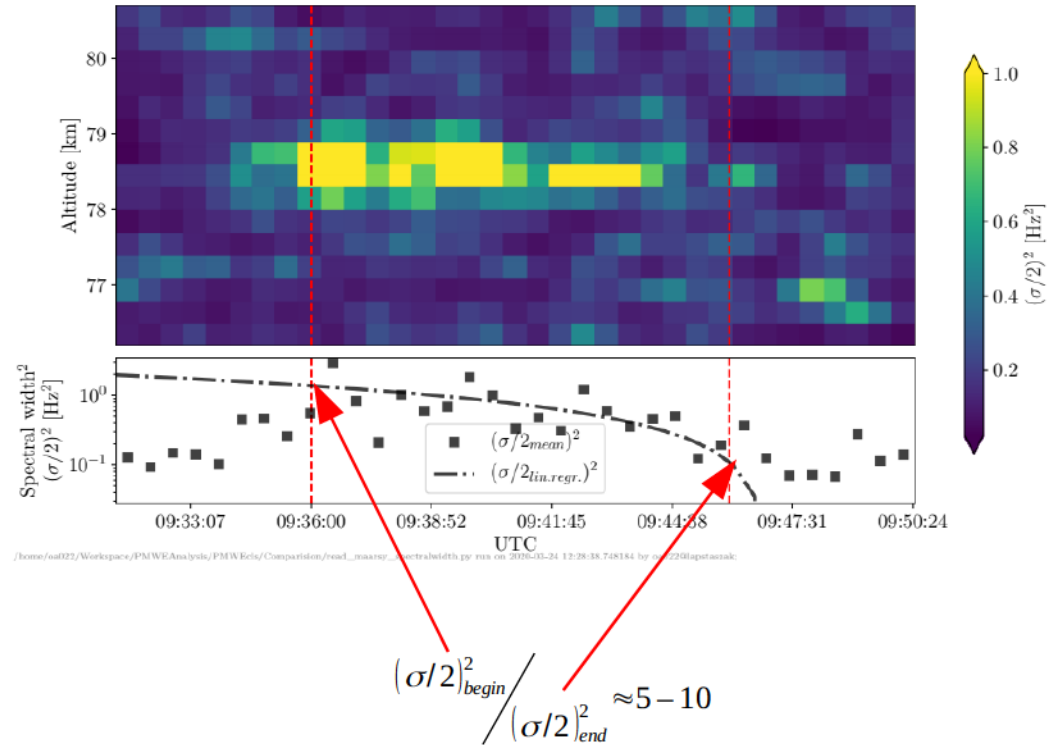 80
79
78
77
Altitude [km]
1.0
0.8
0.6
0.4
0.2
(σ/2)² [Hz²]
Spectral width²
(σ/2)² [Hz²]
10⁰
10⁻¹
(σ/2mean)²
(σ/2lin.regr.)²
09:33:07 09:36:00 09:38:52 09:41:45 09:44:38 09:47:31 09:50:24
UTC
(σ/2)²begin / (σ/2)²end ≈5–10